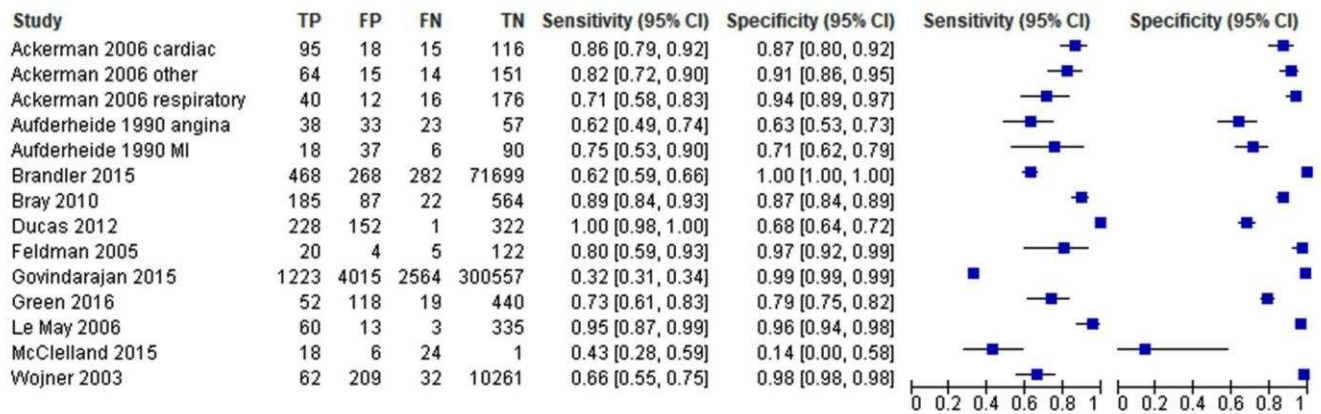 Study TP FP FN TN Sensitivity (95% CI) Specificity (95% CI) Sensitivity (95% CI) Specificity (95% CI)
Ackerman 2006 cardiac 95 18 15 116 0.86 [0.79, 0.92] 0.87 [0.80, 0.92]
Ackerman 2006 other 64 15 14 151 0.82 [0.72, 0.90] 0.91 [0.86, 0.95]
Ackerman 2006 respiratory 40 12 16 176 0.71 [0.58, 0.83] 0.94 [0.89, 0.97]
Aufderheide 1990 angina 38 33 23 57 0.62 [0.49, 0.74] 0.63 [0.53, 0.73]
Aufderheide 1990 MI 18 37 6 90 0.75 [0.53, 0.90] 0.71 [0.62, 0.79]
Brandler 2015 468 268 282 71699 0.62 [0.59, 0.66] 1.00 [1.00, 1.00]
Bray 2010 185 87 22 564 0.89 [0.84, 0.93] 0.87 [0.84, 0.89]
Ducas 2012 228 152 1 322 1.00 [0.98, 1.00] 0.68 [0.64, 0.72]
Feldman 2005 20 4 5 122 0.80 [0.59, 0.93] 0.97 [0.92, 0.99]
Govindarajan 2015 1223 4015 2564 300557 0.32 [0.31, 0.34] 0.99 [0.99, 0.99]
Green 2016 52 118 19 440 0.73 [0.61, 0.83] 0.79 [0.75, 0.82]
Le May 2006 60 13 3 335 0.95 [0.87, 0.99] 0.96 [0.94, 0.98]
McClelland 2015 18 6 24 1 0.43 [0.28, 0.59] 0.14 [0.00, 0.58]
Wojner 2003 62 209 32 10261 0.66 [0.55, 0.75] 0.98 [0.98, 0.98]
0 0.2 0.4 0.6 0.8 1 0 0.2 0.4 0.6 0.8 1